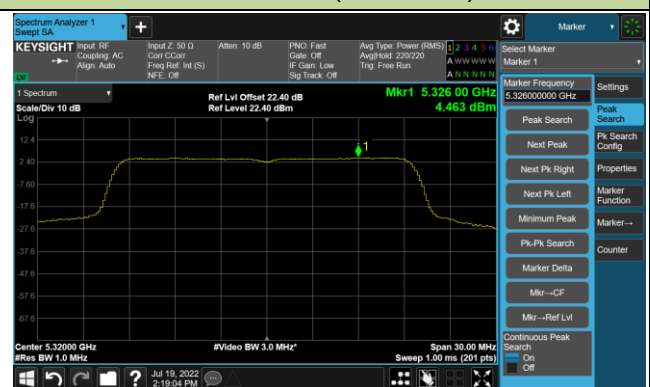 Spectrum Analyzer 1
Swept SA
Marker
KEYSIGHT
Input: RF
Coupling: AC
Align: Auto
Input Z: 50 Ω
Corr CCorr
Freq Ref: Int (S)
NFE: Off
Atten: 10 dB
PNO: Fast
Gate: Off
IF Gain: Low
Sig Track: Off
Avg Type: Power (RMS)
Avg|Hold: 220/220
Trig: Free Run
1 2 3 4 5 6
A W W W W W
A N N N N N
Select Marker
Marker 1
LXI
1 Spectrum
Scale/Div 10 dB
Log
Ref Lvl Offset 22.40 dB
Ref Level 22.40 dBm
Mkr1 5.326 00 GHz
4.463 dBm
12.4
2.40
-7.60
-17.6
-27.6
-37.6
-47.6
-57.6
-67.6
1
Center 5.32000 GHz
#Res BW 1.0 MHz
#Video BW 3.0 MHz*
Span 30.00 MHz
Sweep 1.00 ms (201 pts)
Marker Frequency
5.326000000 GHz
Peak Search
Next Peak
Next Pk Right
Next Pk Left
Minimum Peak
Pk-Pk Search
Marker Delta
Mkr→CF
Mkr→Ref Lvl
Continuous Peak
Search
On
Off
Settings
Peak
Search
Pk Search
Config
Properties
Marker
Function
Marker→
Counter
Jul 19, 2022
2:19:04 PM